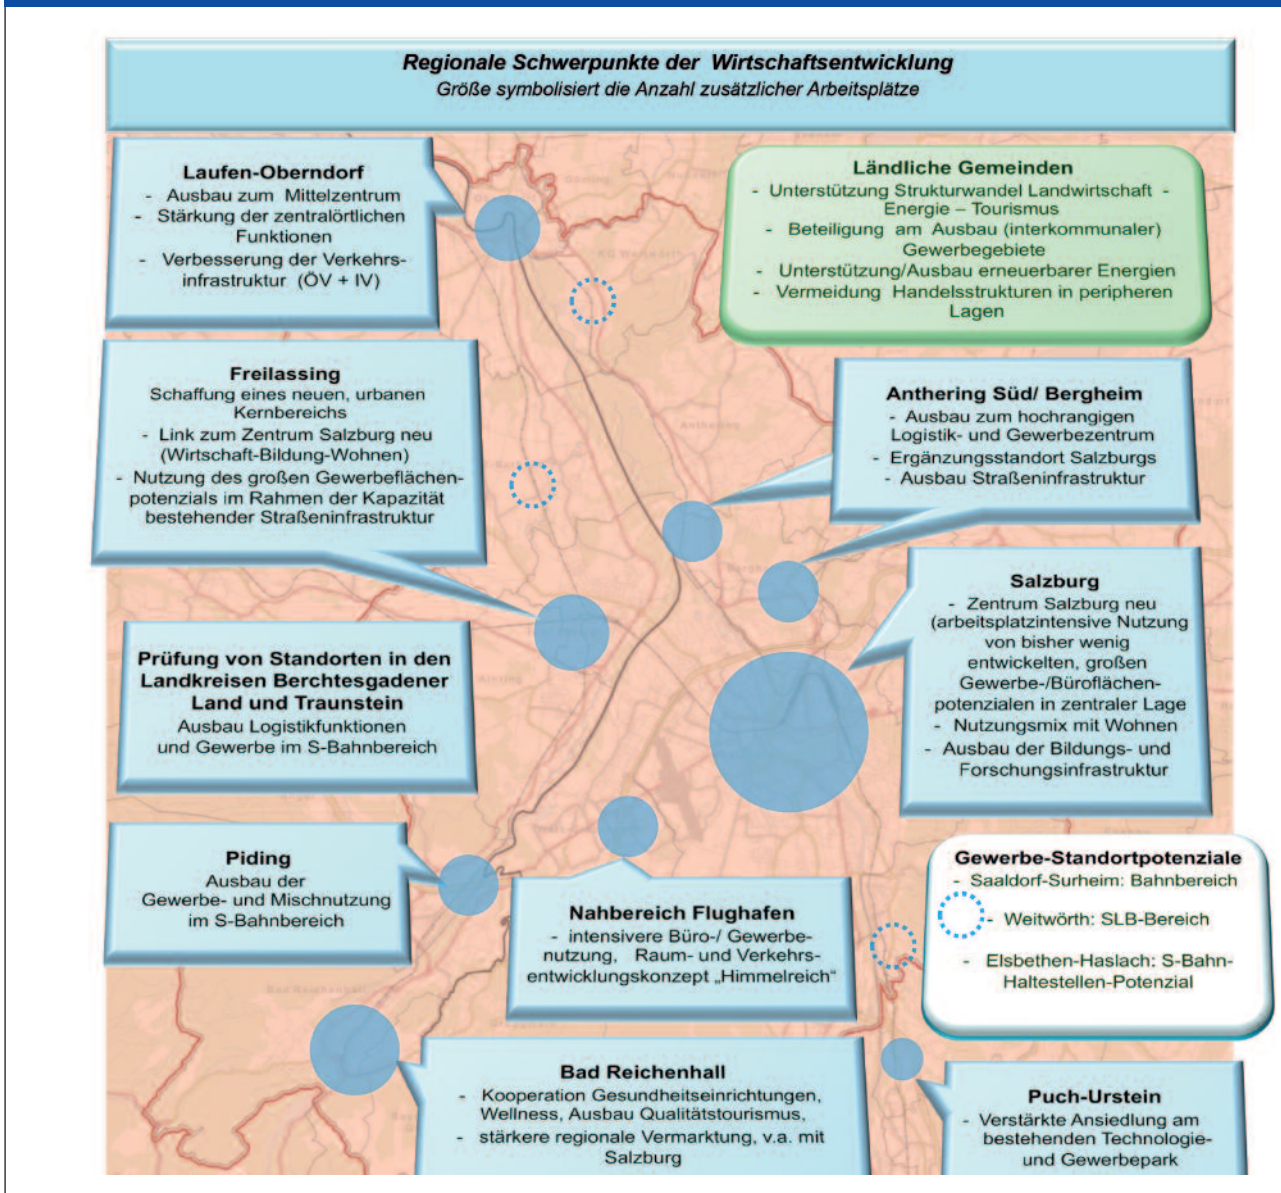 Regionale Schwerpunkte der Wirtschaftsentwicklung
Größe symbolisiert die Anzahl zusätzlicher Arbeitsplätze
Laufen-Oberndorf
- Ausbau zum Mittelzentrum
- Stärkung der zentralörtlichen
Funktionen
- Verbesserung der Verkehrs-
infrastruktur (ÖV + IV)
Ländliche Gemeinden
- Unterstützung Strukturwandel Landwirtschaft -
Energie – Tourismus
- Beteiligung am Ausbau (interkommunaler)
Gewerbegebiete
- Unterstützung/Ausbau erneuerbarer Energien
- Vermeidung Handelsstrukturen in peripheren
Lagen
Freilassing
Schaffung eines neuen, urbanen
Kernbereichs
- Link zum Zentrum Salzburg neu
(Wirtschaft-Bildung-Wohnen)
- Nutzung des großen Gewerbeflächen-
potenzials im Rahmen der Kapazität
bestehender Straßeninfrastruktur
Anthering Süd/ Bergheim
- Ausbau zum hochrangigen
Logistik- und Gewerbezentrum
- Ergänzungsstandort Salzburgs
- Ausbau Straßeninfrastruktur
Anthering
Salzburg
- Zentrum Salzburg neu
(arbeitsplatzintensive Nutzung
von bisher wenig
entwickelten, großen
Gewerbe-/Büroflächen-
potenzialen in zentraler Lage
- Nutzungsmix mit Wohnen
- Ausbau der Bildungs- und
Forschungsinfrastruktur
Prüfung von Standorten in den
Landkreisen Berchtesgadener
Land und Traunstein
Ausbau Logistikfunktionen
und Gewerbe im S-Bahnbereich
Piding
Ausbau der
Gewerbe- und Mischnutzung
im S-Bahnbereich
Nahbereich Flughafen
- intensivere Büro-/ Gewerbe-
nutzung, Raum- und Verkehrs-
entwicklungskonzept „Himmelreich“
Gewerbe-Standortpotenziale
- Saaldorf-Surheim: Bahnbereich
- Weitwörth: SLB-Bereich
- Elsbethen-Haslach: S-Bahn-
Haltestellen-Potenzial
Bad Reichenhall
Bad Reichenhall
- Kooperation Gesundheitseinrichtungen,
Wellness, Ausbau Qualitätstourismus,
- stärkere regionale Vermarktung, v.a. mit
Salzburg
Puch-Urstein
- Verstärkte Ansiedlung am
bestehenden Technologie-
und Gewerbepark